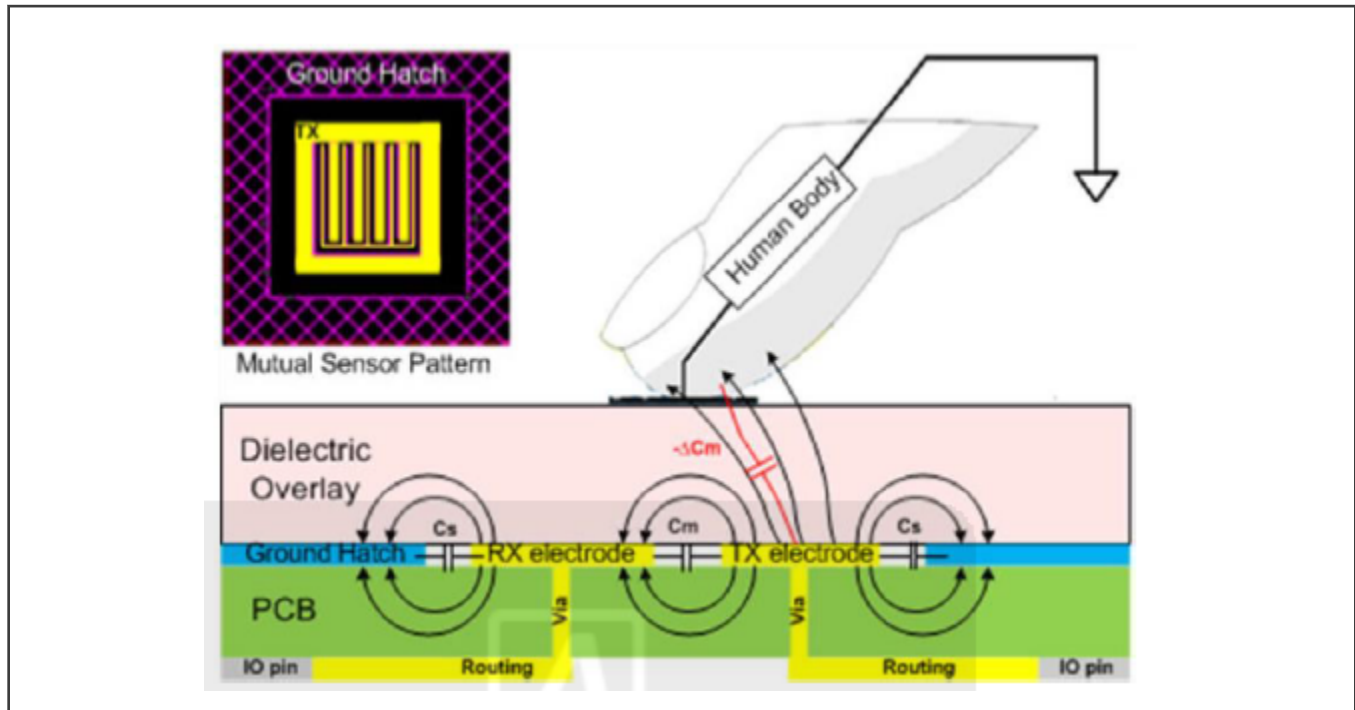 Ground Hatch
TX
Mutual Sensor Pattern
Human Body
Dielectric
Overlay
-ΔCm
Cs
Cm
Cs
Ground Hatch
RX electrode
TX electrode
PCB
Via
Via
IO pin
Routing
Routing
IO pin